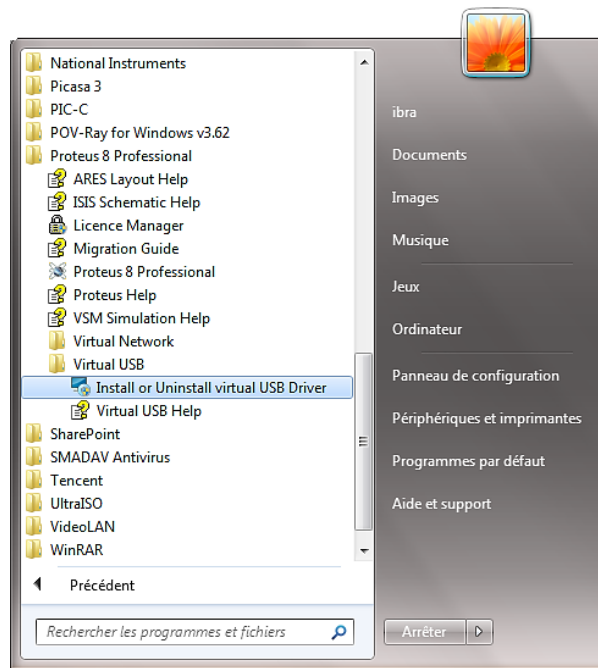 National Instruments
Picasa 3
PIC-C
POV-Ray for Windows v3.62
Proteus 8 Professional
ARES Layout Help
ISIS Schematic Help
Licence Manager
Migration Guide
Proteus 8 Professional
Proteus Help
VSM Simulation Help
Virtual Network
Virtual USB
Install or Uninstall virtual USB Driver
Virtual USB Help
SharePoint
SMADAV Antivirus
Tencent
UltraISO
VideoLAN
WinRAR
Précédent
Rechercher les programmes et fichiers
ibra
Documents
Images
Musique
Jeux
Ordinateur
Panneau de configuration
Périphériques et imprimantes
Programmes par défaut
Aide et support
Arrêter